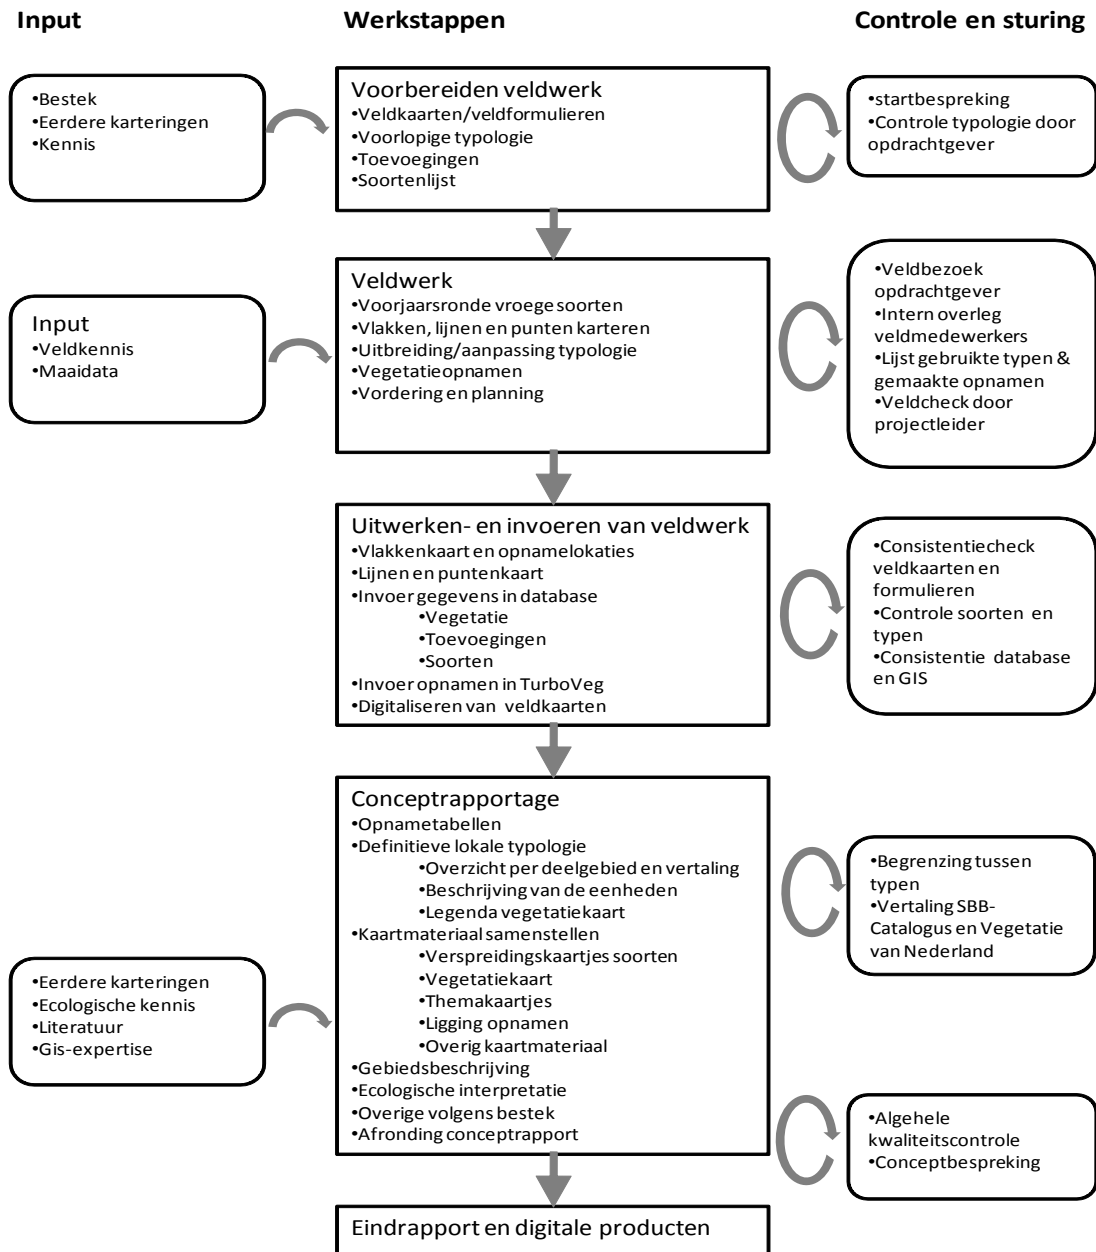 Input
Werkstappen
Controle en sturing
•Bestek
•Eerdere karteringen
•Kennis
Voorbereiden veldwerk
•Veldkaarten/veldformulieren
•Voorlopige typologie
•Toevoegingen
•Soortenlijst
•startbespreking
•Controle typologie door
opdrachtgever
Input
•Veldkennis
•Maaidata
Veldwerk
•Voorjaarsronde vroege soorten
•Vlakken, lijnen en punten karteren
•Uitbreiding/aanpassing typologie
•Vegetatieopnamen
•Vordering en planning
•Veldbezoek
opdrachtgever
•Intern overleg
veldmedewerkers
•Lijst gebruikte typen &
gemaakte opnamen
•Veldcheck door
projectleider
Uitwerken- en invoeren van veldwerk
•Vlakkenkaart en opnamelokaties
•Lijnen en puntenkaart
•Invoer gegevens in database
•Vegetatie
•Toevoegingen
•Soorten
•Invoer opnamen in TurboVeg
•Digitaliseren van veldkaarten
•Consistentiecheck
veldkaarten en
formulieren
•Controle soorten en
typen
•Consistentie database
en GIS
•Eerdere karteringen
•Ecologische kennis
•Literatuur
•Gis-expertise
Conceptrapportage
•Opnametabellen
•Definitieve lokale typologie
•Overzicht per deelgebied en vertaling
•Beschrijving van de eenheden
•Legenda vegetatiekaart
•Kaartmateriaal samenstellen
•Verspreidingskaartjes soorten
•Vegetatiekaart
•Themakaartjes
•Ligging opnamen
•Overig kaartmateriaal
•Gebiedsbeschrijving
•Ecologische interpretatie
•Overige volgens bestek
•Afronding conceptrapport
•Begrenzing tussen
typen
•Vertaling SBB-
Catalogus en Vegetatie
van Nederland
•Algehele
kwaliteitscontrole
•Conceptbespreking
Eindrapport en digitale producten